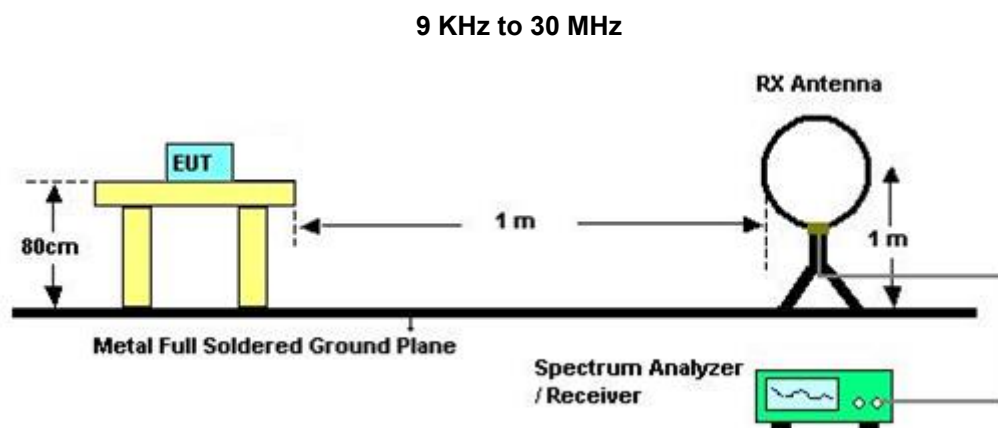 9 KHz to 30 MHz
RX Antenna
EUT
1 m
80cm
1 m
Metal Full Soldered Ground Plane
Spectrum Analyzer
/ Receiver